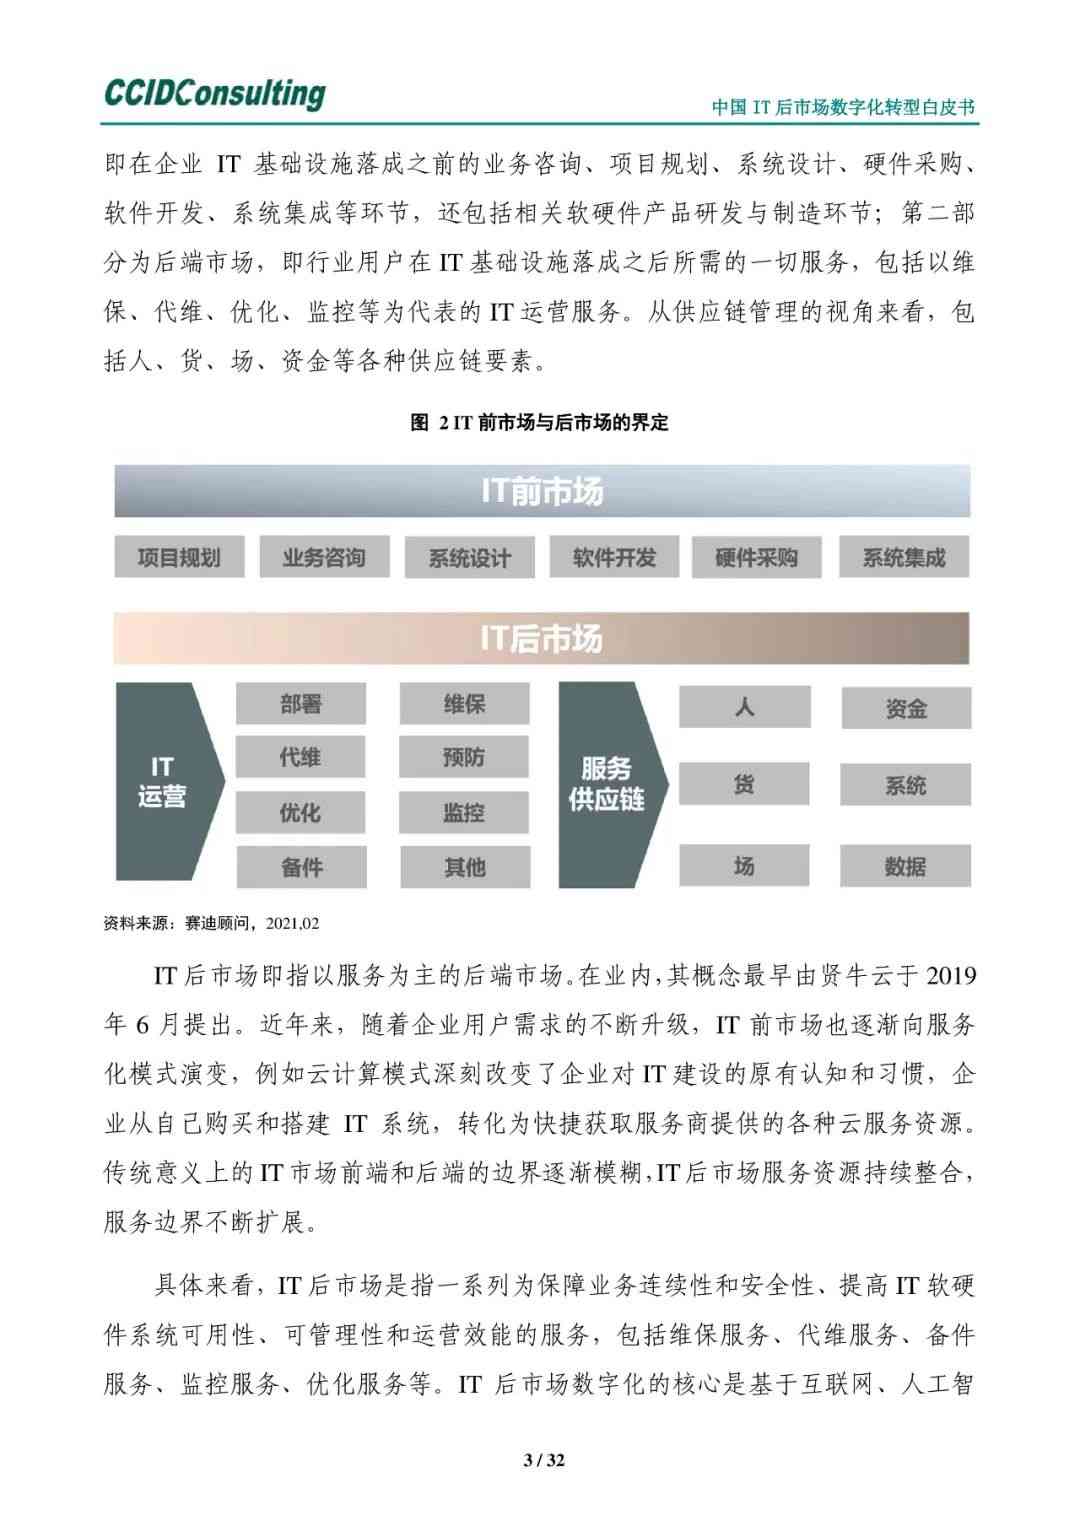 CCIDConsulting
中国 IT 后市场数字化转型白皮书
即在企业 IT 基础设施落成之前的业务咨询、项目规划、系统设计、硬件采购、
软件开发、系统集成等环节，还包括相关软硬件产品研发与制造环节；第二部
分为后端市场，即行业用户在 IT 基础设施落成之后所需的一切服务，包括以维
保、代维、优化、监控等为代表的 IT 运营服务。从供应链管理的视角来看，包
括人、货、场、资金等各种供应链要素。
图 2 IT 前市场与后市场的界定
IT前市场
项目规划 业务咨询 系统设计 软件开发 硬件采购 系统集成
IT后市场
IT
运营
部署 维保
代维 预防
优化 监控
备件 其他
服务
供应链
人 资金
货 系统
场 数据
资料来源：赛迪顾问，2021,02
IT 后市场即指以服务为主的后端市场。在业内，其概念最早由贤牛云于 2019
年 6 月提出。近年来，随着企业用户需求的不断升级，IT 前市场也逐渐向服务
化模式演变，例如云计算模式深刻改变了企业对 IT 建设的原有认知和习惯，企
业从自己购买和搭建 IT 系统，转化为快捷获取服务商提供的各种云服务资源。
传统意义上的 IT 市场前端和后端的边界逐渐模糊，IT 后市场服务资源持续整合，
服务边界不断扩展。
具体来看，IT 后市场是指一系列为保障业务连续性和安全性、提高 IT 软硬
件系统可用性、可管理性和运营效能的服务，包括维保服务、代维服务、备件
服务、监控服务、优化服务等。IT 后市场数字化的核心是基于互联网、人工智
3 / 32